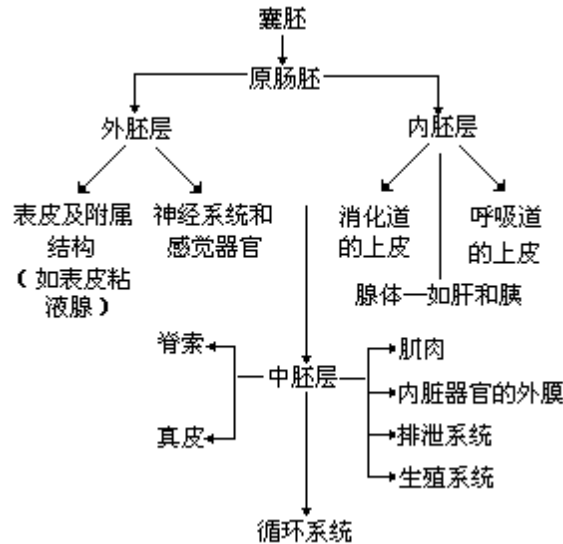 囊胚
原肠胚
外胚层
内胚层
表皮及附属
结构
(如表皮粘
液腺)
神经系统和
感觉器官
消化道
的上皮
呼吸道
的上皮
腺体—如肝和胰
脊索
中胚层
真皮
肌肉
内脏器官的外膜
排泄系统
生殖系统
循环系统